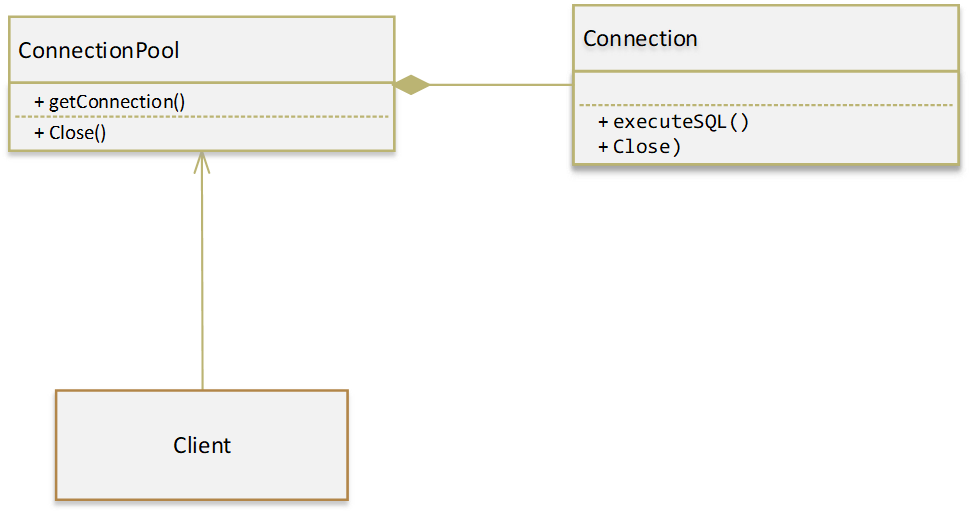 ConnectionPool
+ getConnection()
+ Close()
Connection
+ executeSQL()
+ Close)
Client